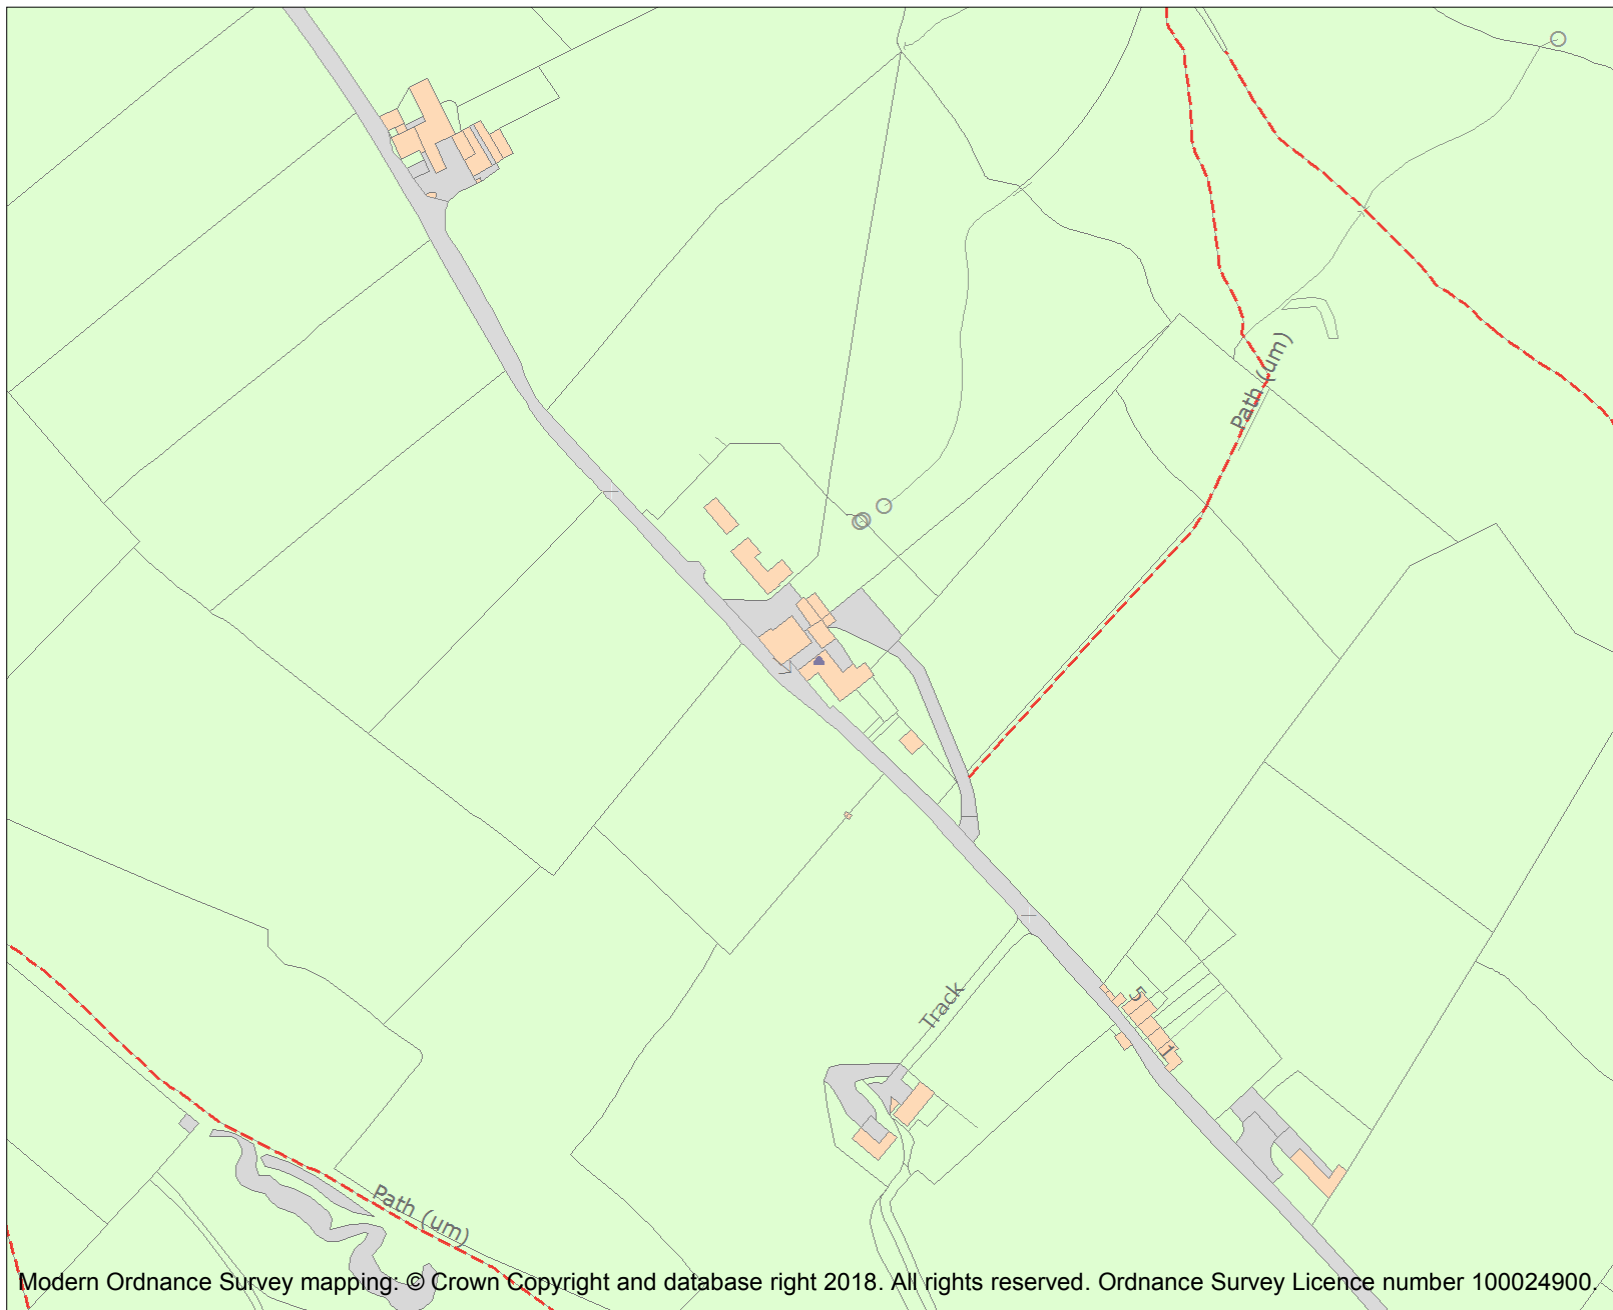 Path (um)
Track
5
1
Path (um)
Modern Ordnance Survey mapping: © Crown Copyright and database right 2018. All rights reserved. Ordnance Survey Licence number 100024900.